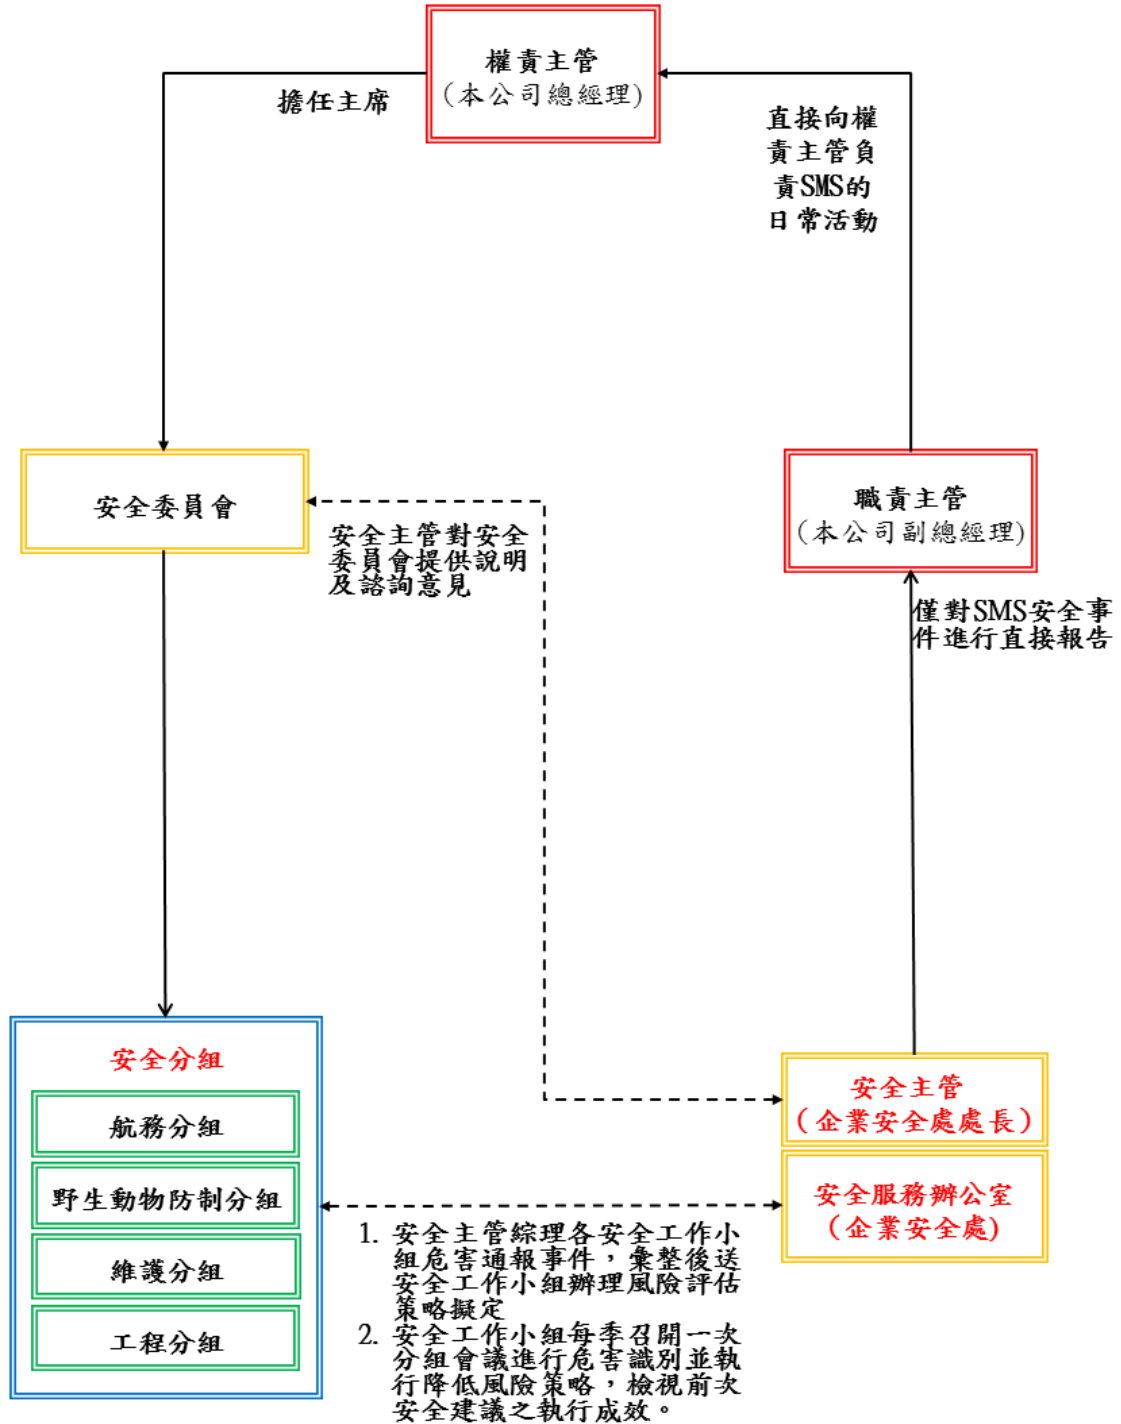 權責主管
(本公司總經理)
擔任主席
直接向權
責主管負
責SMS的
日常活動
安全委員會
職責主管
(本公司副總經理)
安全主管對安全
委員會提供說明
及諮詢意見
僅對SMS安全事
件進行直接報告
安全分組
航務分組
野生動物防制分組
維護分組
工程分組
安全主管
(企業安全處處長)
安全服務辦公室
(企業安全處)
1. 安全主管綜理各安全工作小
組危害通報事件，彙整後送
安全工作小組辦理風險評估
策略擬定
2. 安全工作小組每季召開一次
分組會議進行危害識別並執
行降低風險策略，檢視前次
安全建議之執行成效。